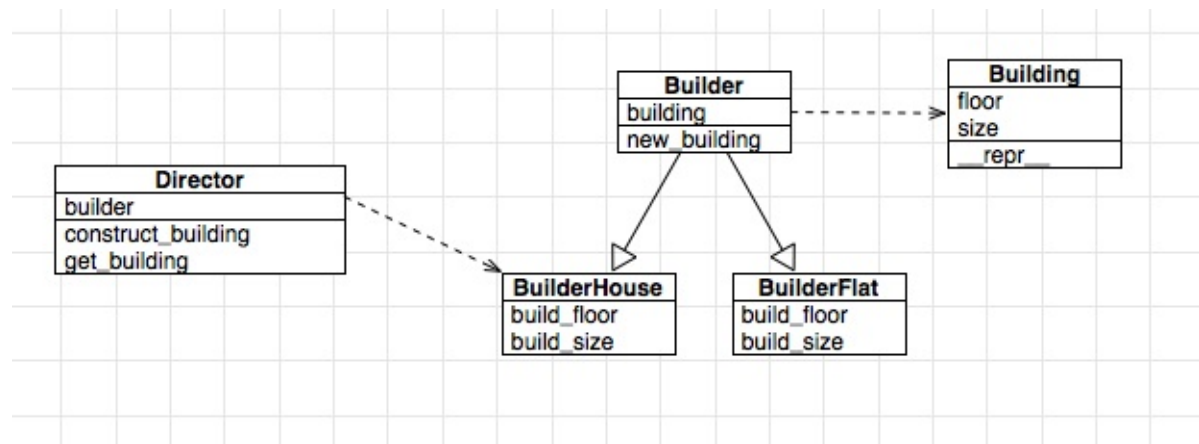 Builder
building
new_building
Building
floor
size
__repr__
Director
builder
construct_building
get_building
BuilderHouse
build_floor
build_size
BuilderFlat
build_floor
build_size